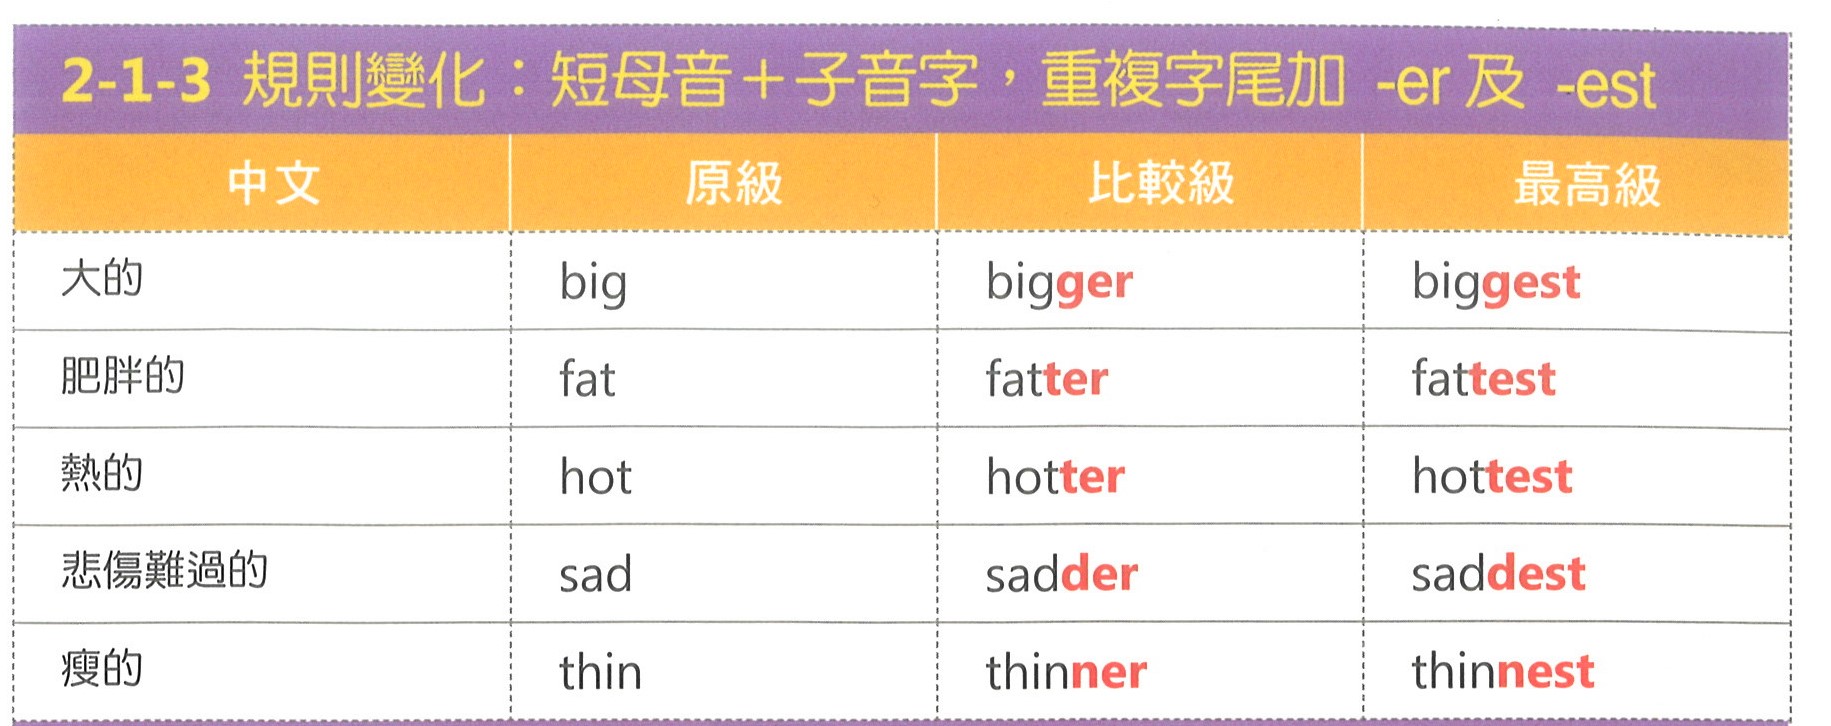 2-1-3 規則變化：短母音＋子音字，重複字尾加 -er 及 -est
中文 原級 比較級 最高級
大的 big bigger biggest
肥胖的 fat fatter fattest
熱的 hot hotter hottest
悲傷難過的 sad sadder saddest
瘦的 thin thinner thinnest